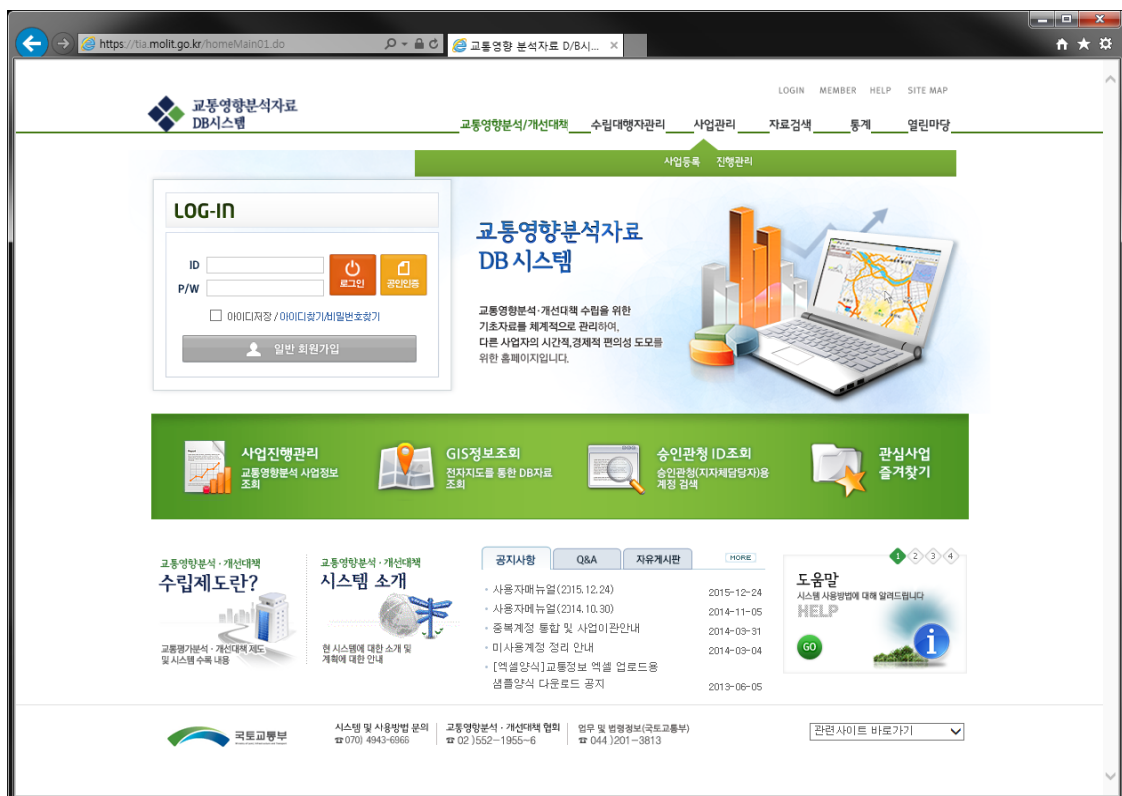 https://tia.molit.go.kr/homeMain01.do
교통영향 분석자료 D/B시...
LOGIN MEMBER HELP SITE MAP
교통영향분석자료
DB시스템
교통영향분석/개선대책 수립대행자관리 사업관리 자료검색 통계 열린마당
사업등록 진행관리
LOG-IN
ID
P/W
로그인
공인인증
아이디저장 / 아이디찾기/비밀번호찾기
일반 회원가입
교통영향분석자료
DB 시스템
교통영향분석·개선대책 수립을 위한
기초자료를 체계적으로 관리하여,
다른 사업자의 시간적,경제적 편의성 도모를
위한 홈페이지입니다.
사업진행관리
교통영향분석 사업정보
조회
GIS정보조회
전자지도를 통한 DB자료
조회
승인관청 ID조회
승인관청(지자체담당자)용
계정 검색
관심사업
즐겨찾기
교통영향분석 · 개선대책
수립제도란?
교통평가분석 · 개선대책 제도
및 시스템 수록 내용
교통영향분석 · 개선대책
시스템 소개
현 시스템에 대한 소개 및
계획에 대한 안내
공지사항 Q&A 자유게시판 MORE
사용자매뉴얼(2015.12.24) 2015-12-24
사용자메뉴얼(2014.10.30) 2014-11-05
중복계정 통합 및 사업이관안내 2014-03-31
미사용계정 정리 안내 2014-03-04
[엑셀양식]교통정보 엑셀 업로드용
샘플양식 다운로드 공지 2013-06-05
1 2 3 4
도움말
시스템 사용방법에 대해 알려드립니다
HELP
GO
국토교통부
시스템 및 사용방법 문의
☎ 070) 4943-6966
교통영향분석 · 개선대책 협회
☎ 02 )552-1955~6
업무 및 법령정보(국토교통부)
☎ 044 )201-3813
관련사이트 바로가기